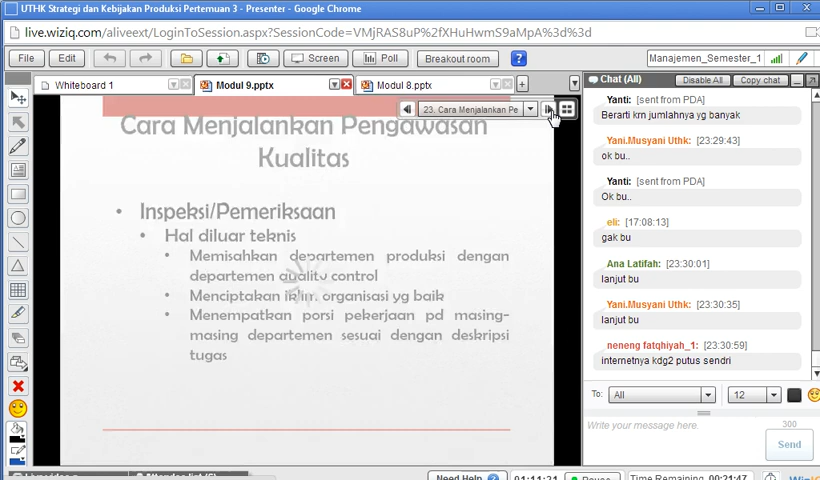 UTHK Strategi dan Kebijakan Produksi Pertemuan 3 - Presenter - Google Chrome
live.wiziq.com/aliveext/LoginToSession.aspx?SessionCode=VMjRAS8uP%2fXHuHwmS9aMpA%3d%3d
File Edit Screen Poll Breakout room ? Manajemen_Semester_1
Whiteboard 1 Modul 9.pptx Modul 8.pptx
23. Cara Menjalankan Pe
Cara Menjalankan Pengawasan
Kualitas
• Inspeksi/Pemeriksaan
• Hal diluar teknis
• Memisahkan departemen produksi dengan
departemen quality control
• Menciptakan iklim organisasi yg baik
• Menempatkan porsi pekerjaan pd masing-
masing departemen sesuai dengan deskripsi
tugas
Chat (All) Disable All Copy chat
Yanti: [sent from PDA]
Berarti krn jumlahnya yg banyak
Yani.Musyani Uthk: [23:29:43]
ok bu..
Yanti: [sent from PDA]
Ok bu..
eli: [17:08:13]
gak bu
Ana Latifah: [23:30:01]
lanjut bu
Yani.Musyani Uthk: [23:30:35]
lanjut bu
neneng fatqhiyah_1: [23:30:59]
internetnya kdg2 putus sendri
To: All 12
Write your message here. 300
Send
Need Help ? 01:11:21 Pause Time Remaining 00:21:47